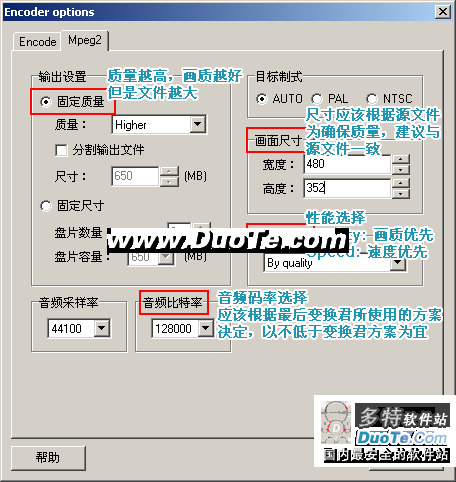 Encoder options
Encode Mpeg2
输出设置
质量越高，画质越好
但是文件越大
固定质量
质量： Higher
分割输出文件
尺寸： 650 (MB)
固定尺寸
盘片数量：
盘片容量： 650 (MB)
目标制式
AUTO PAL NTSC
尺寸应该根据源文件
为确保质量，建议与
源文件一致
画面尺寸
宽度： 480
高度： 352
性能选择
www.DuoTe.com
ty: 画质优先
Speed: 速度优先
By quality
音频采样率
44100
音频比特率
128000
音频码率选择
应该根据最后变换君所使用的方案
决定，以不低于变换君方案为宜
多特软件站
DuoTe.Com
国内最安全的软件站
帮助